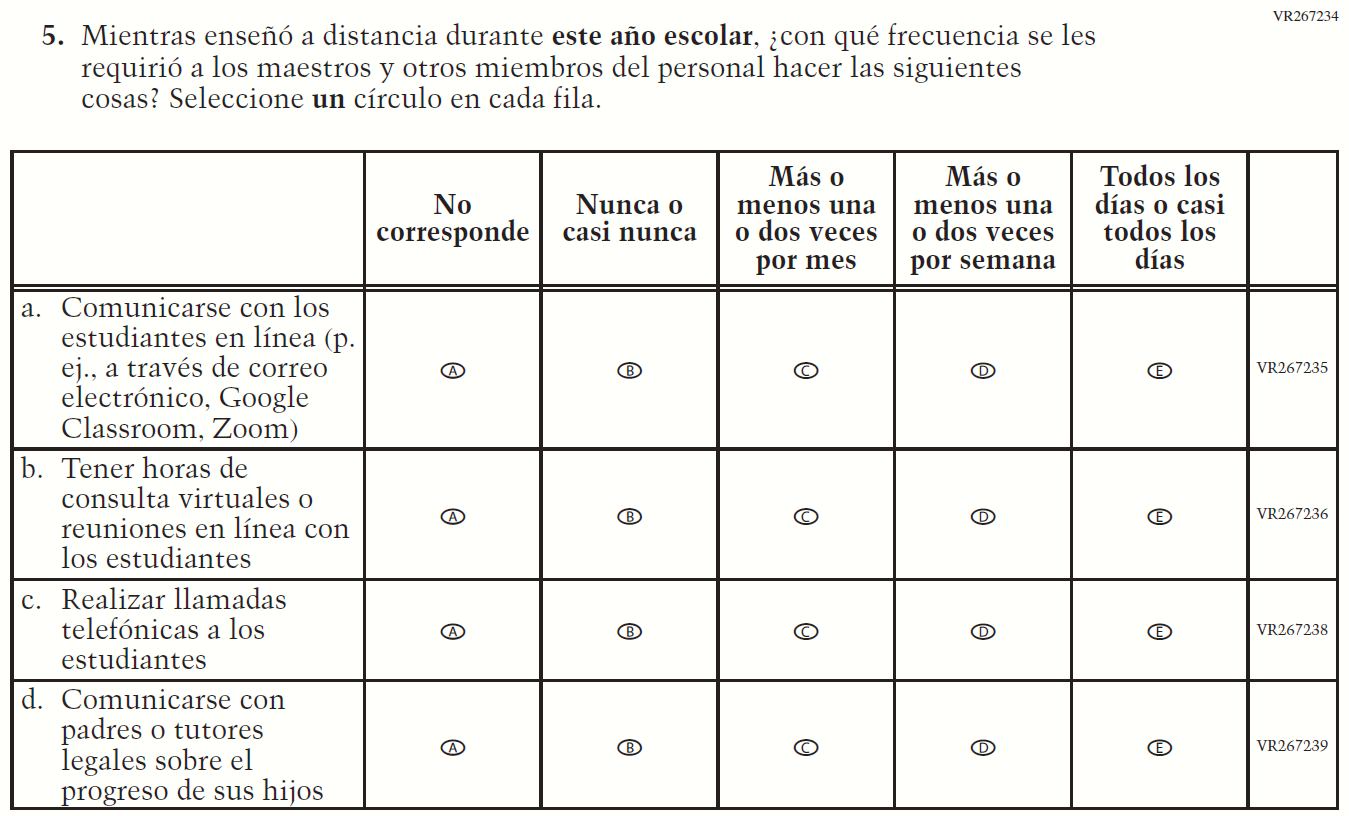 VR267234
5. Mientras enseñó a distancia durante este año escolar, ¿con qué frecuencia se les
requirió a los maestros y otros miembros del personal hacer las siguientes
cosas? Seleccione un círculo en cada fila.
No
corresponde
Nunca o
casi nunca
Más o
menos una
o dos veces
por mes
Más o
menos una
o dos veces
por semana
Todos los
días o casi
todos los
días
a. Comunicarse con los
estudiantes en línea (p.
ej., a través de correo
electrónico, Google
Classroom, Zoom)
A B C D E VR267235
b. Tener horas de
consulta virtuales o
reuniones en línea con
los estudiantes
A B C D E VR267236
c. Realizar llamadas
telefónicas a los
estudiantes
A B C D E VR267238
d. Comunicarse con
padres o tutores
legales sobre el
progreso de sus hijos
A B C D E VR267239